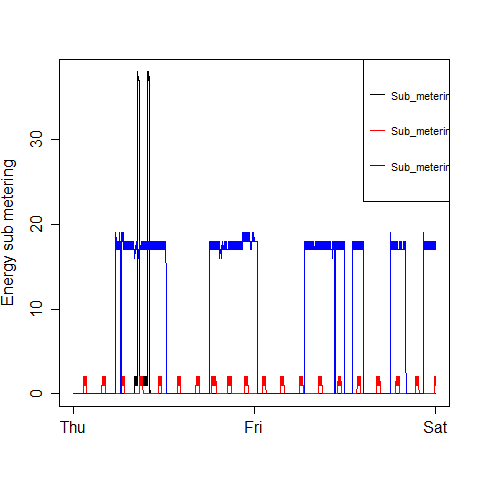 Energy sub metering
30
20
10
0
Sub_meterin
Sub_meterin
Sub_meterin
Thu Fri Sat